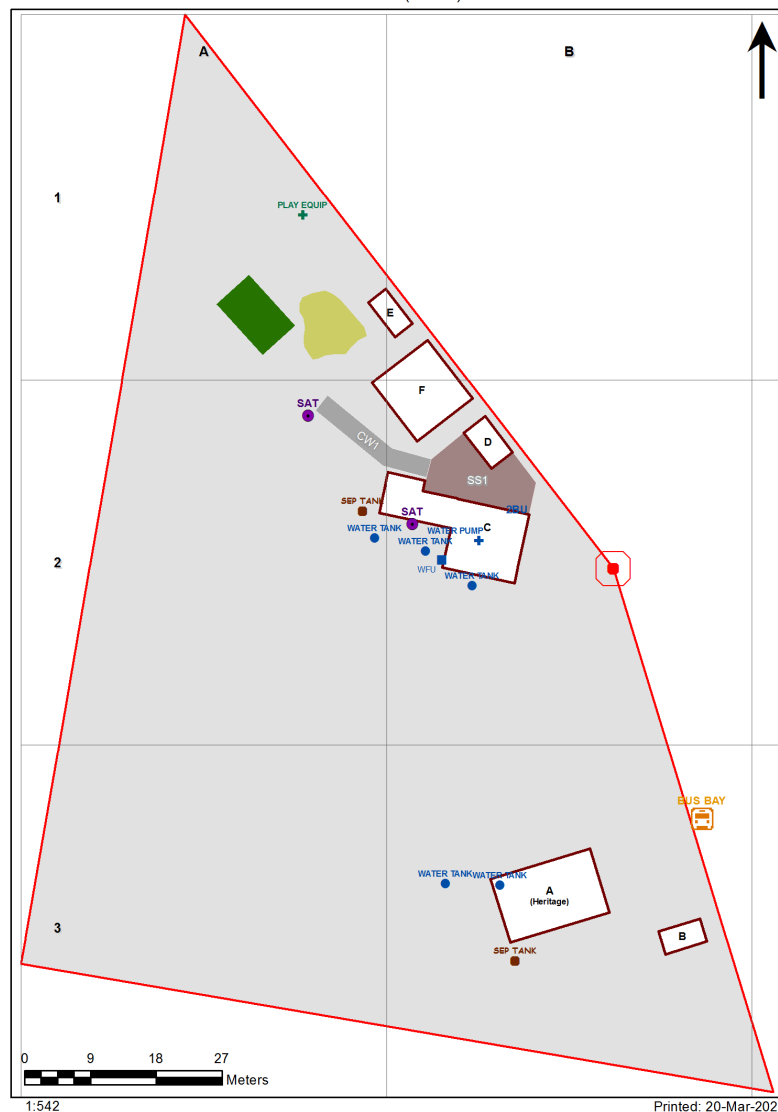 A
B
1
PLAY EQUIP
E
F
SAT
CW1
D
SS1
SEP TANK
SAT
2BU
WATER TANK
WATER PUMP
C
WATER TANK
2
WFU
WATER TANK
BUS BAY
WATER TANK
WATER TANK
A
(Heritage)
3
B
SEP TANK
0 9 18 27
Meters
1:542
Printed: 20-Mar-202